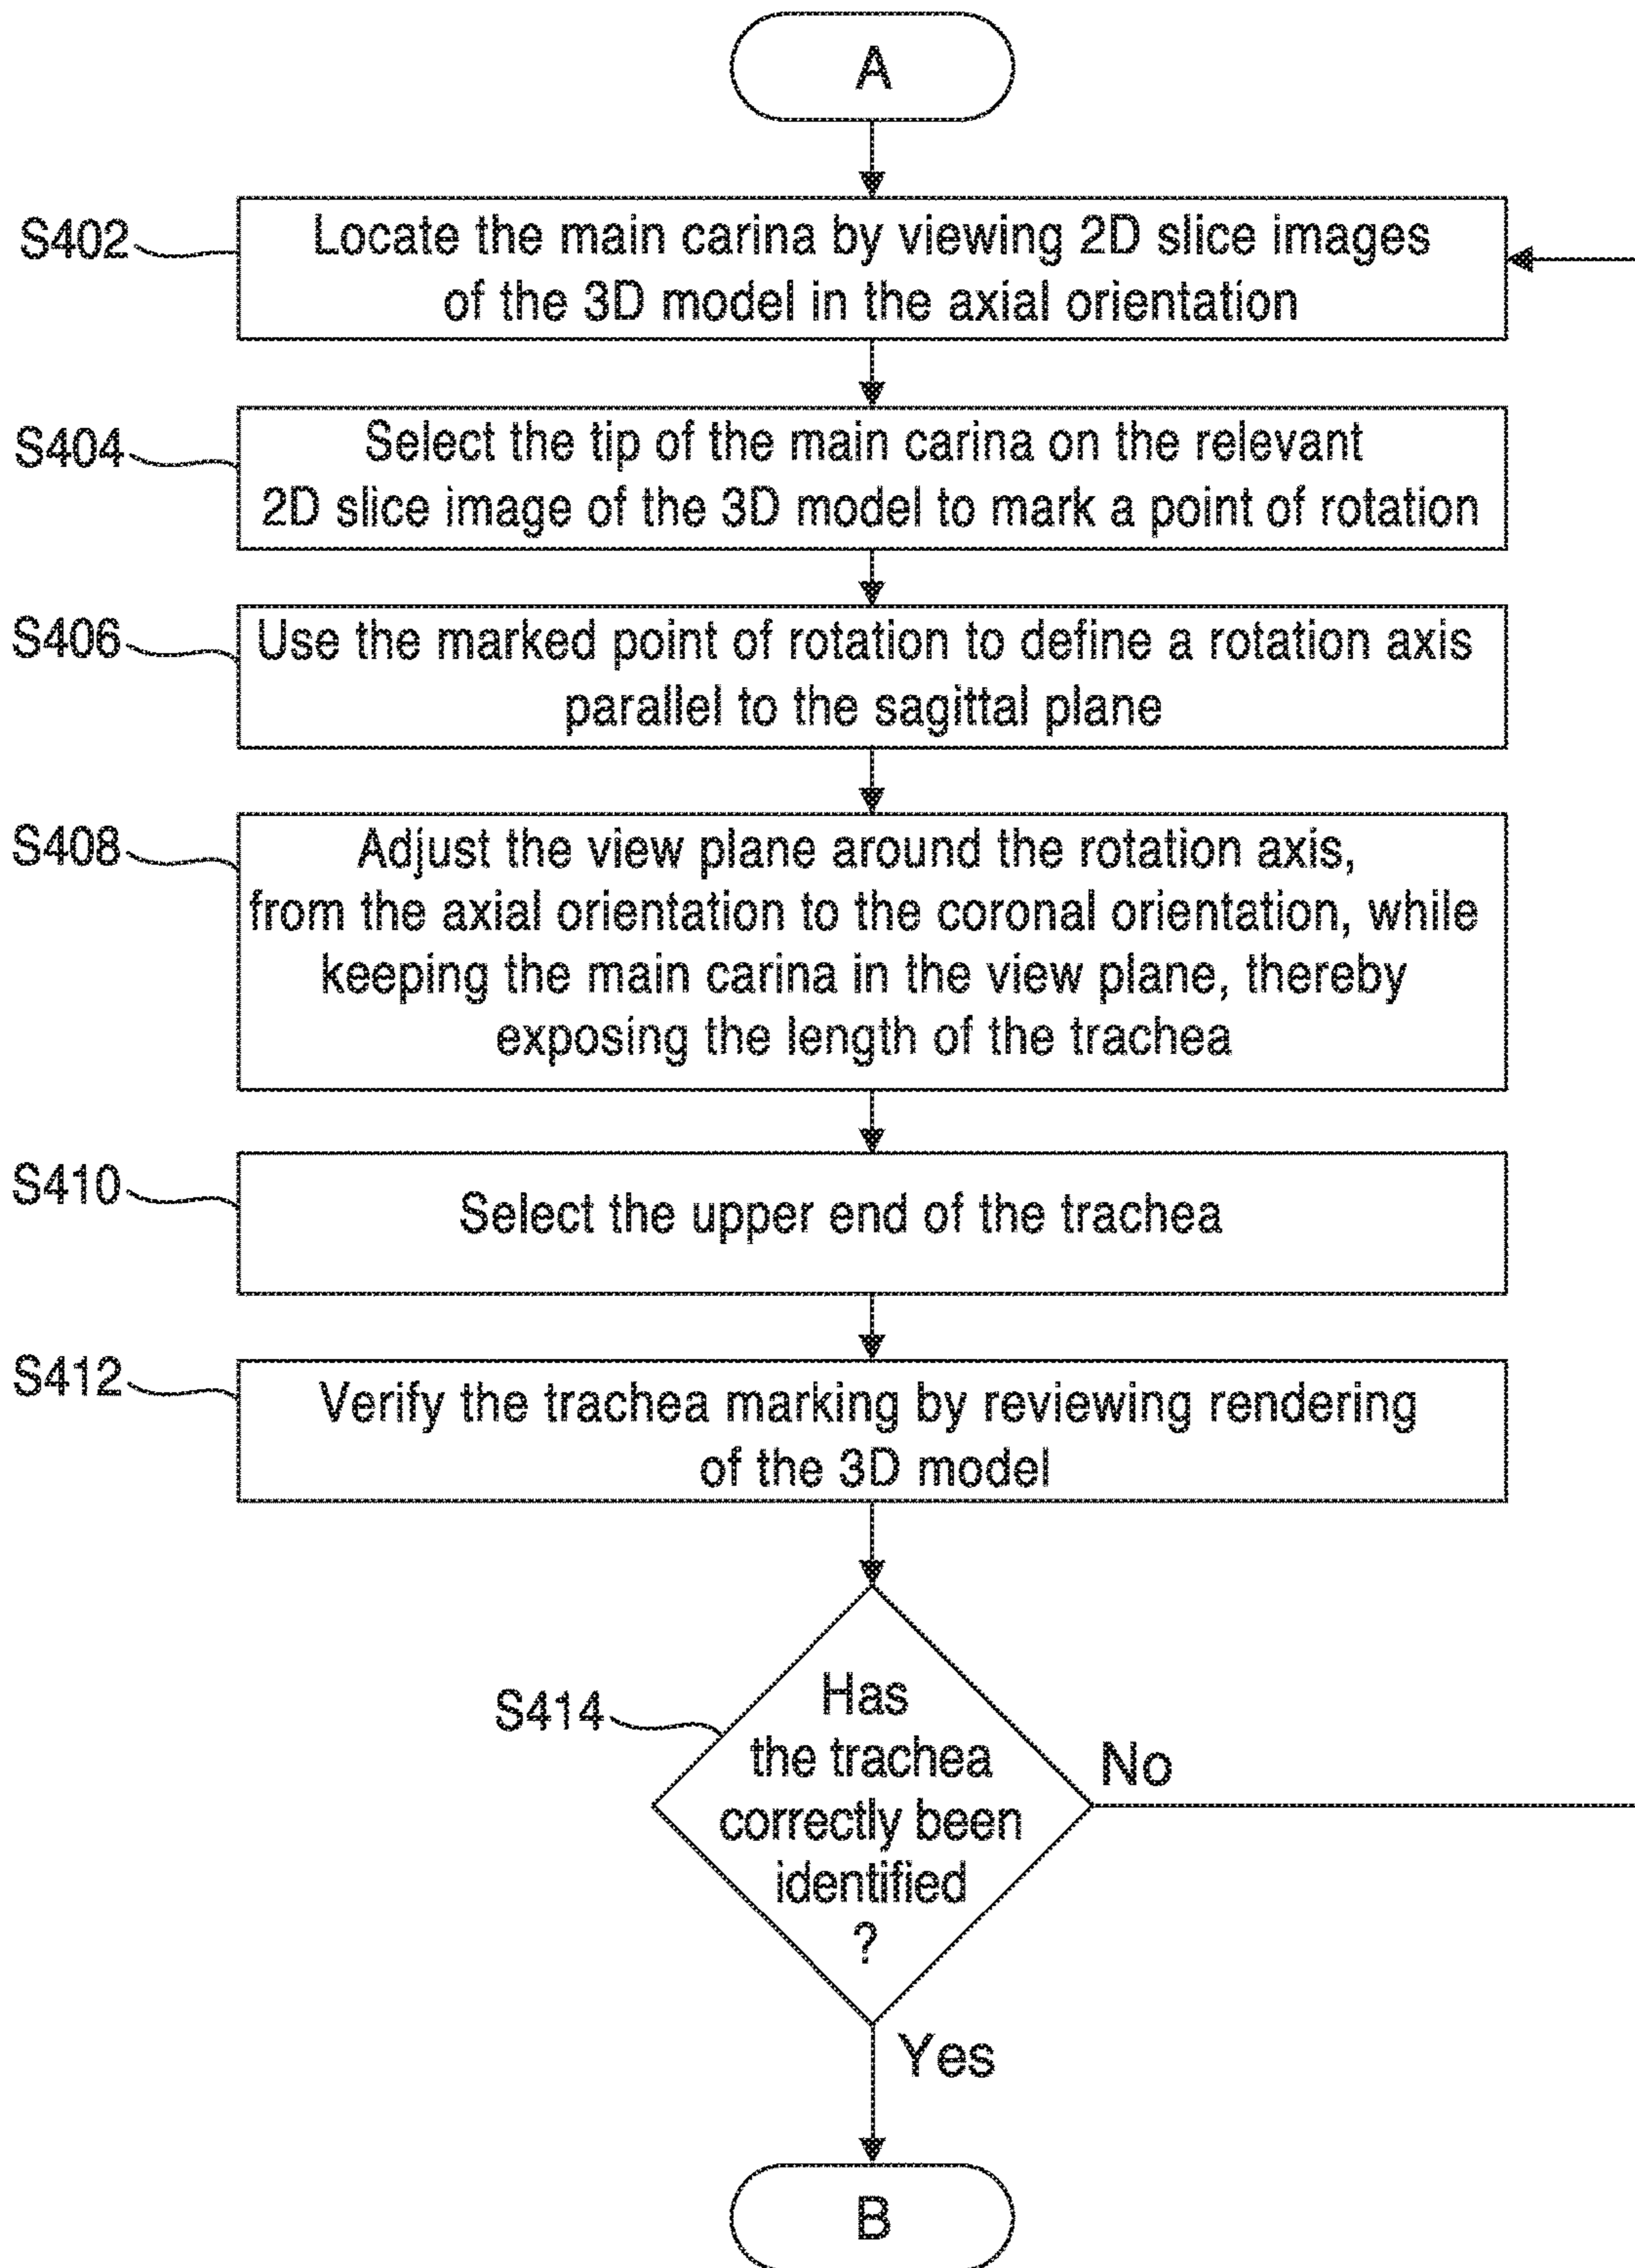 A
S402
Locate the main carina by viewing 2D slice images
of the 3D model in the axial orientation
S404
Select the tip of the main carina on the relevant
2D slice image of the 3D model to mark a point of rotation
S406
Use the marked point of rotation to define a rotation axis
parallel to the sagittal plane
S408
Adjust the view plane around the rotation axis,
from the axial orientation to the coronal orientation, while
keeping the main carina in the view plane, thereby
exposing the length of the trachea
S410
Select the upper end of the trachea
S412
Verify the trachea marking by reviewing rendering
of the 3D model
S414
Has
the trachea
correctly been
identified
?
No
Yes
B